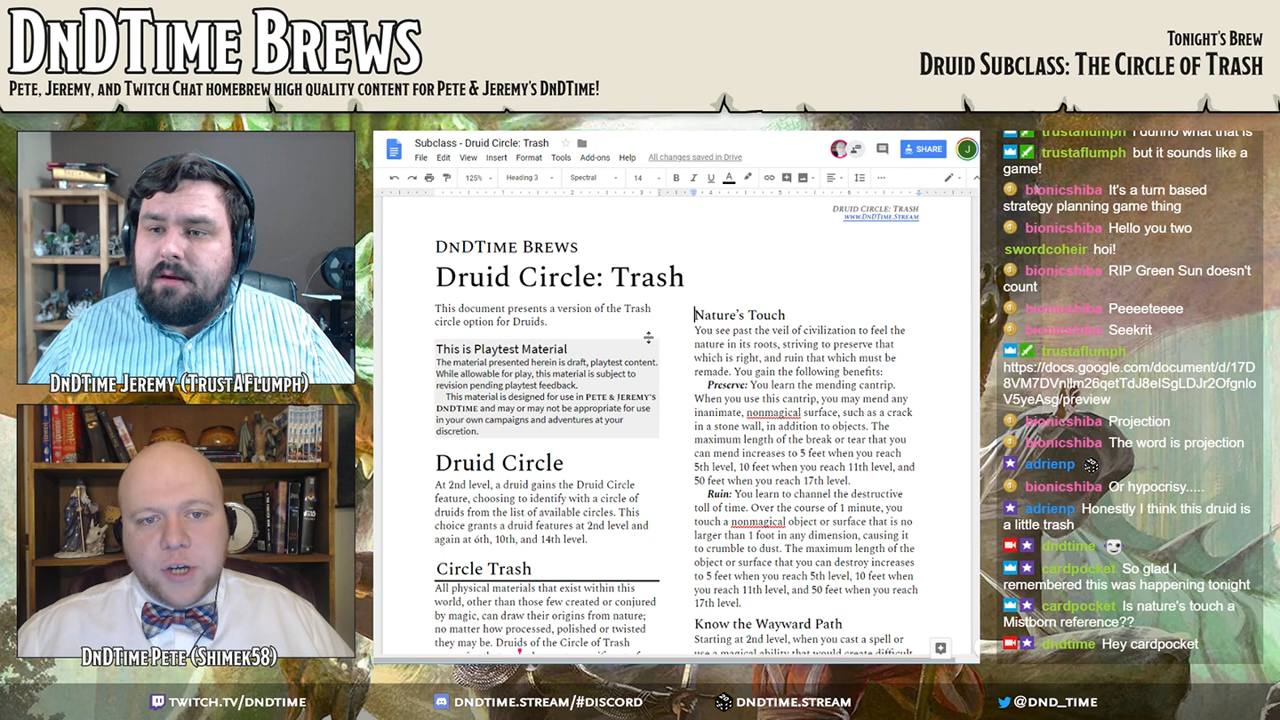 DNDTIME BREWS
PETE, JEREMY, AND TWITCH CHAT HOMEBREW HIGH QUALITY CONTENT FOR PETE & JEREMY'S DNDTIME!
TONIGHT'S BREW
DRUID SUBCLASS: THE CIRCLE OF TRASH
DNDTIME JEREMY (TRUSTAFLUMPH)
DNDTIME PETE (SHIMEK58)
Subclass - Druid Circle: Trash
File Edit View Insert Format Tools Add-ons Help All changes saved in Drive
SHARE
J
125% Heading 3 Spectral 14 B I U A
DRUID CIRCLE: TRASH
WWW.DNDTIME.STREAM
DNDTIME BREWS
Druid Circle: Trash
This document presents a version of the Trash
circle option for Druids.
This is Playtest Material
The material presented herein is draft, playtest content.
While allowable for play, this material is subject to
revision pending playtest feedback.
This material is designed for use in PETE & JEREMY'S
DNDTIME and may or may not be appropriate for use
in your own campaigns and adventures at your
discretion.
Druid Circle
At 2nd level, a druid gains the Druid Circle
feature, choosing to identify with a circle of
druids from the list of available circles. This
choice grants a druid features at 2nd level and
again at 6th, 10th, and 14th level.
Circle Trash
All physical materials that exist within this
world, other than those few created or conjured
by magic, can draw their origins from nature;
no matter how processed, polished or twisted
they may be. Druids of the Circle of Trash
Nature's Touch
You see past the veil of civilization to feel the
nature in its roots, striving to preserve that
which is right, and ruin that which must be
remade. You gain the following benefits:
Preserve: You learn the mending cantrip.
When you use this cantrip, you may mend any
inanimate, nonmagical surface, such as a crack
in a stone wall, in addition to objects. The
maximum length of the break or tear that you
can mend increases to 5 feet when you reach
5th level, 10 feet when you reach 11th level, and
50 feet when you reach 17th level.
Ruin: You learn to channel the destructive
toll of time. Over the course of 1 minute, you
touch a nonmagical object or surface that is no
larger than 1 foot in any dimension, causing it
to crumble to dust. The maximum length of the
object or surface that you can destroy increases
to 5 feet when you reach 5th level, 10 feet when
you reach 11th level, and 50 feet when you reach
17th level.
Know the Wayward Path
Starting at 2nd level, when you cast a spell or
use a magical ability that would create difficult
trustaflumph I dunno what that is
trustaflumph but it sounds like a
game!
bionicshiba It's a turn based
strategy planning game thing
bionicshiba Hello you two
swordcoheir hoi!
bionicshiba RIP Green Sun doesn't
count
bionicshiba Peeeeteeee
bionicshiba Seekrit
trustaflumph
https://docs.google.com/document/d/17D
8VM7DVnllm26qetTdJ8eISgLDJr2OfgnIo
V5yeAsg/preview
bionicshiba Projection
bionicshiba The word is projection
adrienp
bionicshiba Or hypocrisy.....
adrienp Honestly I think this druid is
a little trash
dndtime
cardpocket So glad I
remembered this was happening tonight
cardpocket Is nature's touch a
Mistborn reference??
dndtime Hey cardpocket
TWITCH.TV/DNDTIME
DNDTIME.STREAM/#DISCORD
DNDTIME.STREAM
@DND_TIME